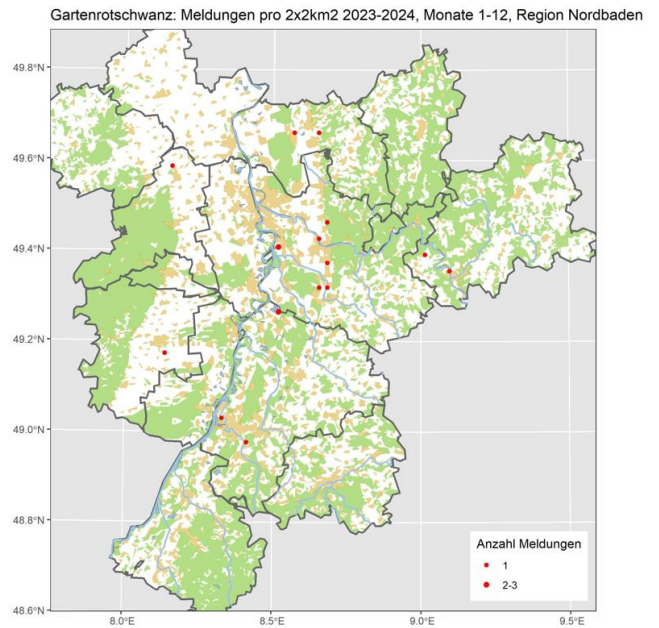 Gartenrotschwanz: Meldungen pro 2x2km2 2023-2024, Monate 1-12, Region Nordbaden
49.8°N
49.6°N
49.4°N
49.2°N
49.0°N
48.8°N
48.6°N
Anzahl Meldungen
1
2-3
8.0°E 8.5°E 9.0°E 9.5°E